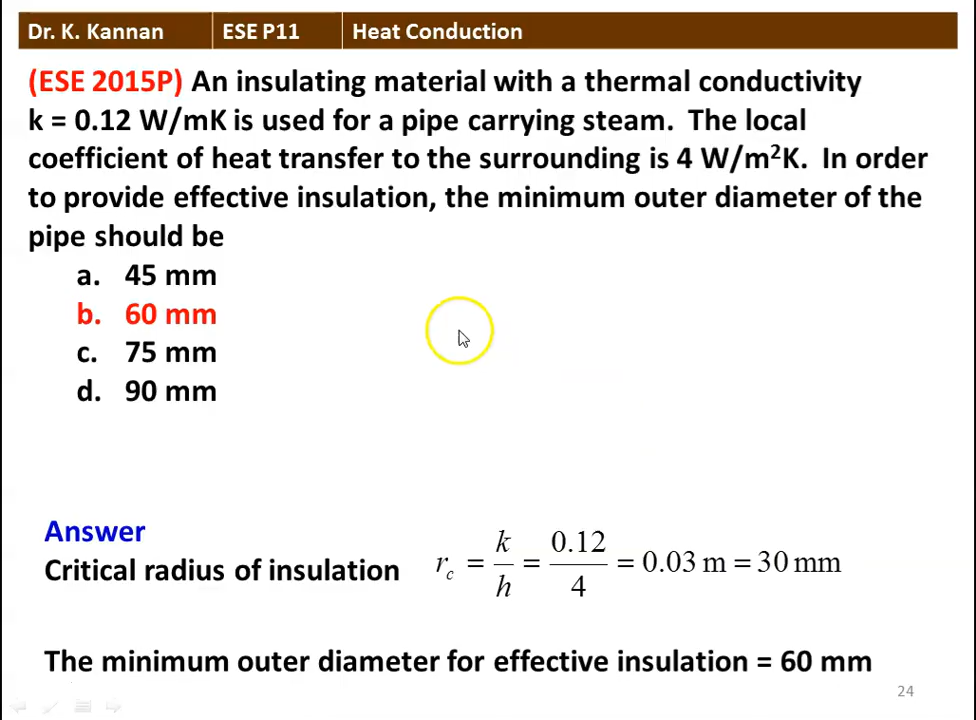 Dr. K. Kannan ESE P11 Heat Conduction
(ESE 2015P) An insulating material with a thermal conductivity
k = 0.12 W/mK is used for a pipe carrying steam. The local
coefficient of heat transfer to the surrounding is 4 W/m²K. In order
to provide effective insulation, the minimum outer diameter of the
pipe should be
a. 45 mm
b. 60 mm
c. 75 mm
d. 90 mm
Answer
Critical radius of insulation r_c = k/h = 0.12/4 = 0.03 m = 30 mm
The minimum outer diameter for effective insulation = 60 mm
24